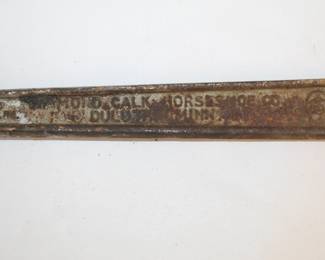 MOND CALK HORSESHOE CO.
DULUTH MINN.